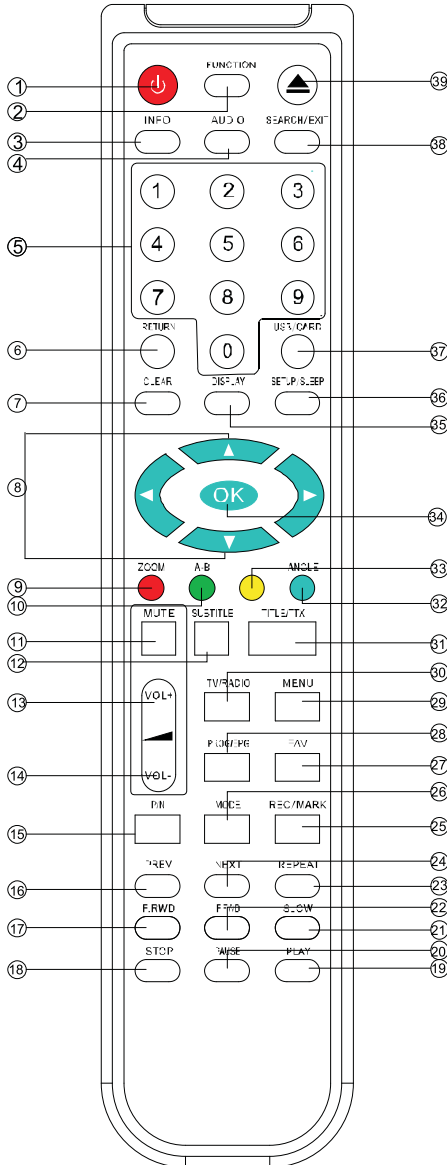 FUNCTION
① ② ㊴
INFO AUDIO SEARCH/EXIT
③ ④ ㊳
1 2 3
⑤ 4 5 6
7 8 9
RETURN 0 USB/CARD
⑥ ㊲
CLEAR DISPLAY SETUP/SLEEP
⑦ ㉟ ㊱
⑧ OK ㉞
ZOOM A-B ANGLE
⑨ ⑩ ㉝ ㉜
MUTE SUBTITLE TITLE/TTX
⑪ ⑫ ㉛
TV/RADIO MENU
㉚ ㉙
⑬ VOL+
PROG/EPG FAV
㉘ ㉗
⑭ VOL-
P/N MODE REC/MARK
⑮ ㉖ ㉕
PREV NEXT REPEAT
⑯ ㉔ ㉓
F.RWD F.FWD SLOW
⑰ ㉒ ㉑
STOP PAUSE PLAY
⑱ ⑳ ⑲